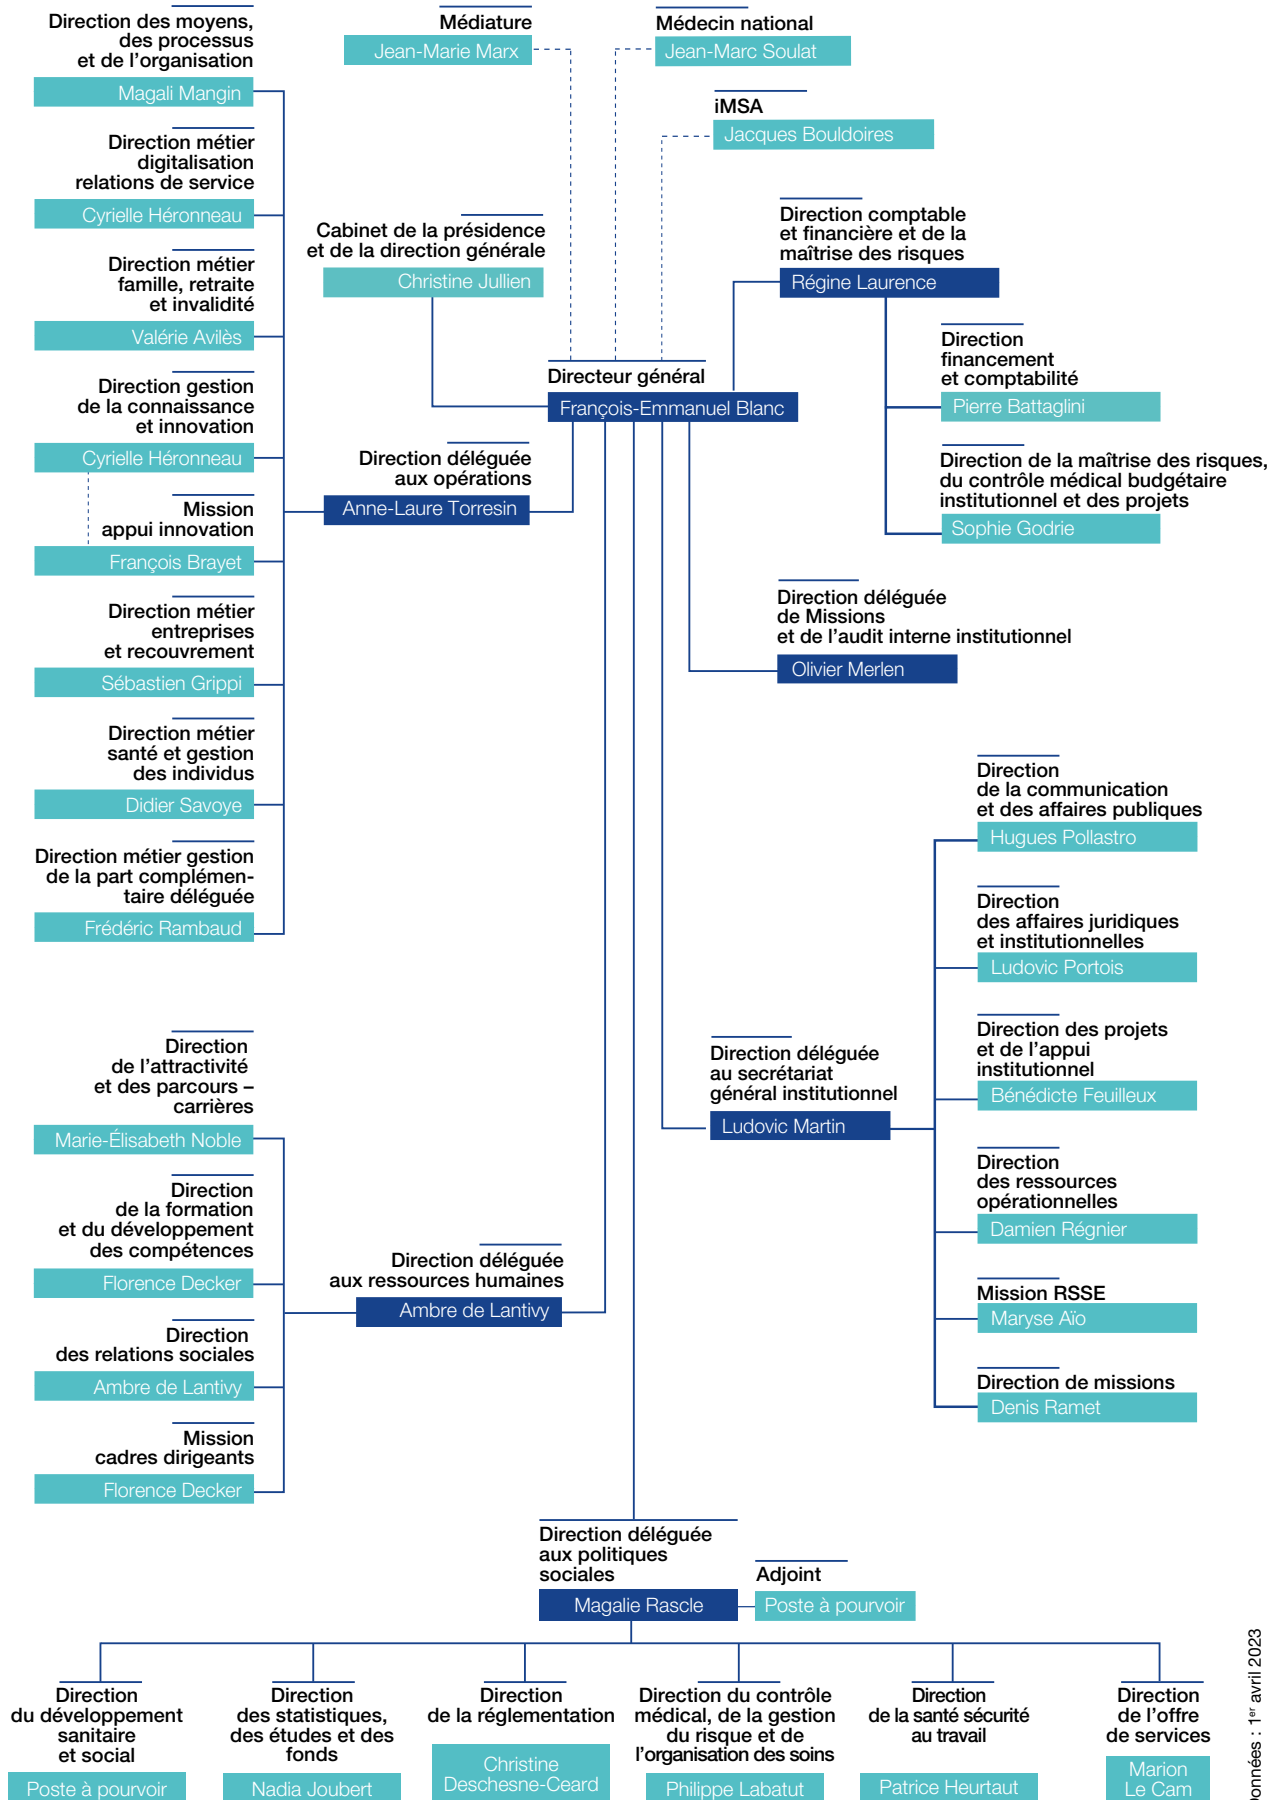 Direction des moyens,
des processus
et de l'organisation
Magali Mangin
Direction métier
digitalisation
relations de service
Cyrielle Héronneau
Direction métier
famille, retraite
et invalidité
Valérie Avilès
Direction gestion
de la connaissance
et innovation
Cyrielle Héronneau
Mission
appui innovation
François Brayet
Direction métier
entreprises
et recouvrement
Sébastien Grippi
Direction métier
santé et gestion
des individus
Didier Savoye
Direction métier gestion
de la part complémen-
taire déléguée
Frédéric Rambaud
Médiature
Jean-Marie Marx
Médecin national
Jean-Marc Soulat
iMSA
Jacques Bouldoires
Cabinet de la présidence
et de la direction générale
Christine Jullien
Directeur général
François-Emmanuel Blanc
Direction déléguée
aux opérations
Anne-Laure Torresin
Direction comptable
et financière et de la
maîtrise des risques
Régine Laurence
Direction
financement
et comptabilité
Pierre Battaglini
Direction de la maîtrise des risques,
du contrôle médical budgétaire
institutionnel et des projets
Sophie Godrie
Direction déléguée
de Missions
et de l'audit interne institutionnel
Olivier Merlen
Direction
de la communication
et des affaires publiques
Hugues Pollastro
Direction
des affaires juridiques
et institutionnelles
Ludovic Portois
Direction des projets
et de l'appui
institutionnel
Bénédicte Feuilleux
Direction
des ressources
opérationnelles
Damien Régnier
Mission RSSE
Maryse Aïo
Direction de missions
Denis Ramet
Direction déléguée
au secrétariat
général institutionnel
Ludovic Martin
Direction
de l'attractivité
et des parcours –
carrières
Marie-Élisabeth Noble
Direction
de la formation
et du développement
des compétences
Florence Decker
Direction
des relations sociales
Ambre de Lantivy
Mission
cadres dirigeants
Florence Decker
Direction déléguée
aux ressources humaines
Ambre de Lantivy
Direction déléguée
aux politiques
sociales
Magalie Rascle
Adjoint
Poste à pourvoir
Direction
du développement
sanitaire
et social
Poste à pourvoir
Direction
des statistiques,
des études et des
fonds
Nadia Joubert
Direction
de la réglementation
Christine
Deschesne-Ceard
Direction du contrôle
médical, de la gestion
du risque et de
l'organisation des soins
Philippe Labatut
Direction
de la santé sécurité
au travail
Patrice Heurtaut
Direction
de l'offre
de services
Marion
Le Cam
Données : 1er avril 2023